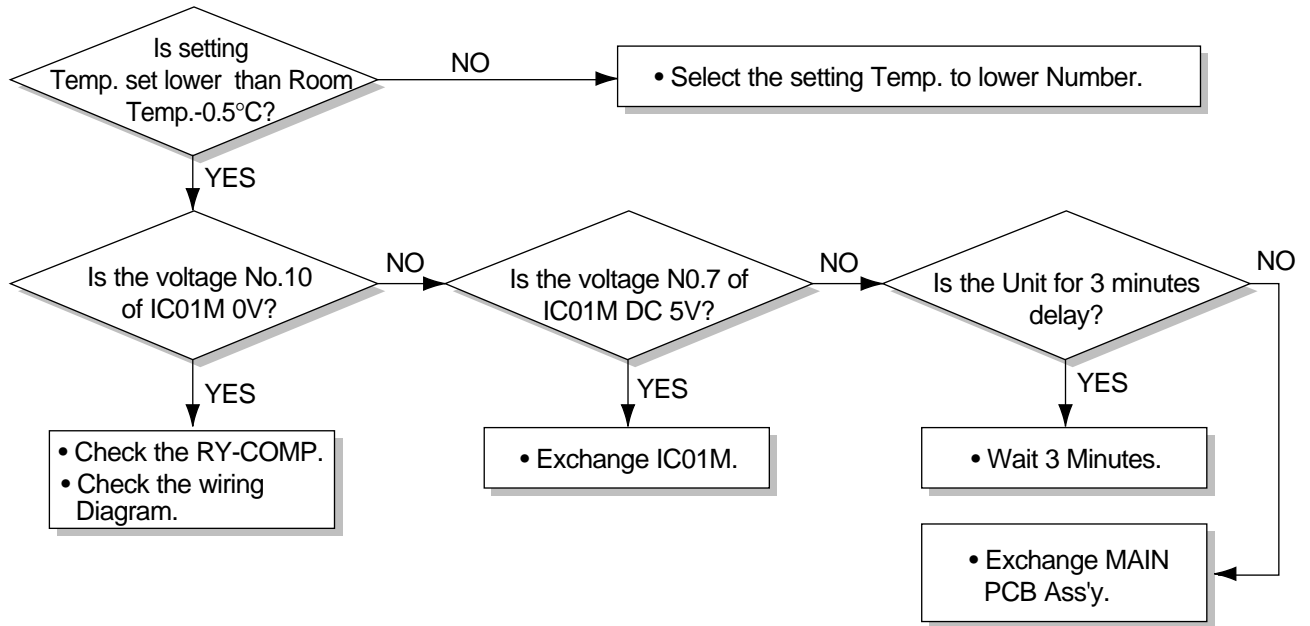 Is setting
Temp. set lower than Room
Temp.-0.5°C?
NO
• Select the setting Temp. to lower Number.
YES
Is the voltage No.10
of IC01M 0V?
NO
Is the voltage N0.7 of
IC01M DC 5V?
NO
Is the Unit for 3 minutes
delay?
NO
YES
• Check the RY-COMP.
• Check the wiring
Diagram.
YES
• Exchange IC01M.
YES
• Wait 3 Minutes.
• Exchange MAIN
PCB Ass'y.